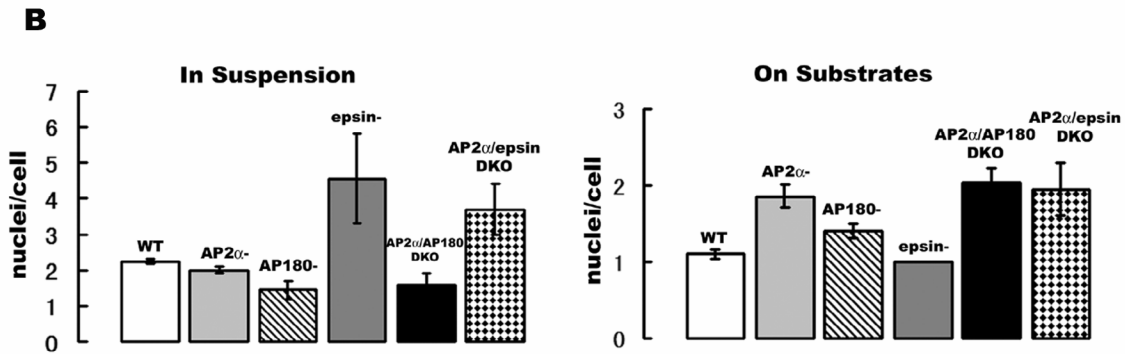 B
In Suspension
nuclei/cell
7
6
5
4
3
2
1
0
WT
AP2α-
AP180-
epsin-
AP2α/AP180
DKO
AP2α/epsin
DKO
On Substrates
nuclei/cell
3
2
1
0
WT
AP2α-
AP180-
epsin-
AP2α/AP180
DKO
AP2α/epsin
DKO